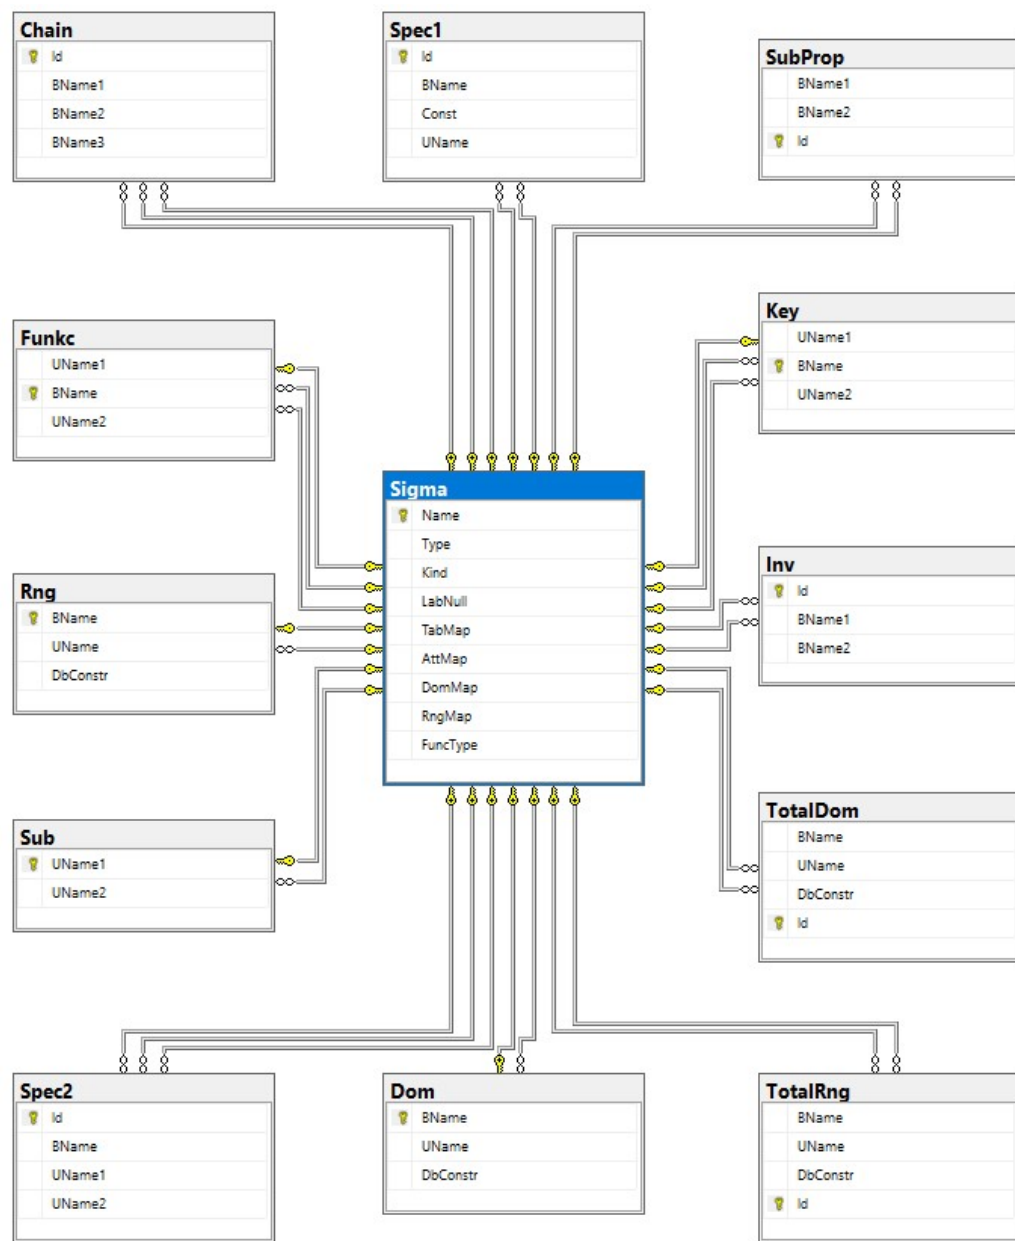 Chain
Id
BName1
BName2
BName3
Spec1
Id
BName
Const
UName
SubProp
BName1
BName2
Id
Funkc
UName1
BName
UName2
Key
UName1
BName
UName2
Sigma
Name
Type
Kind
LabNull
TabMap
AttMap
DomMap
RngMap
FuncType
Rng
BName
UName
DbConstr
Inv
Id
BName1
BName2
Sub
UName1
UName2
TotalDom
BName
UName
DbConstr
Id
Spec2
Id
BName
UName1
UName2
Dom
BName
UName
DbConstr
TotalRng
BName
UName
DbConstr
Id